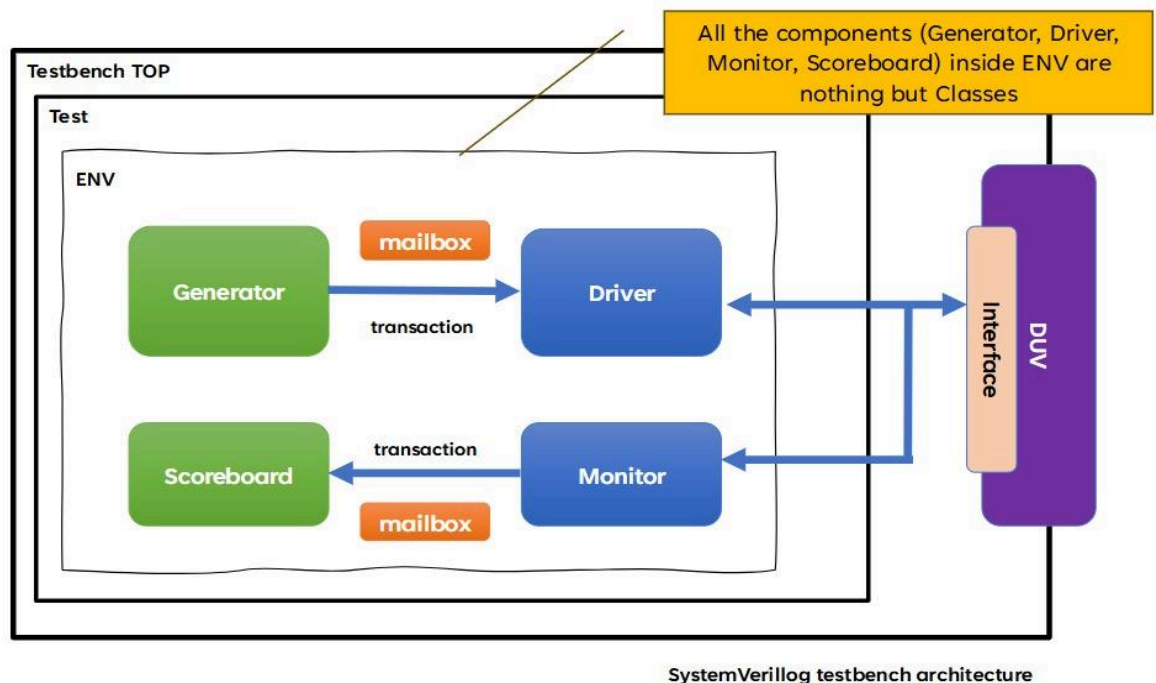 All the components (Generator, Driver,
Monitor, Scoreboard) inside ENV are
nothing but Classes
Testbench TOP
Test
ENV
mailbox
Generator
Driver
transaction
Interface
DUV
transaction
Scoreboard
Monitor
mailbox
SystemVerillog testbench architecture